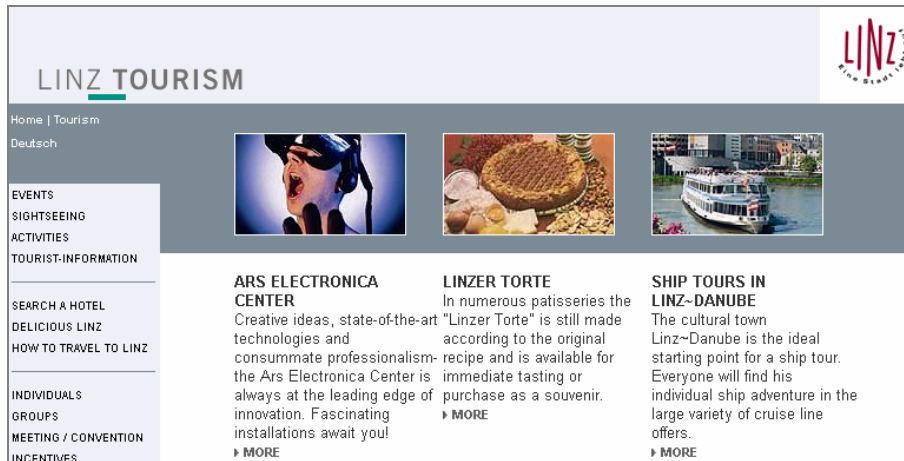 LINZ TOURISM
LINZ
Eine Stadt lebt auf
Home | Tourism
Deutsch
EVENTS
SIGHTSEEING
ACTIVITIES
TOURIST-INFORMATION
SEARCH A HOTEL
DELICIOUS LINZ
HOW TO TRAVEL TO LINZ
INDIVIDUALS
GROUPS
MEETING / CONVENTION
INCENTIVES
ARS ELECTRONICA
CENTER
Creative ideas, state-of-the-art
technologies and
consummate professionalism-
the Ars Electronica Center is
always at the leading edge of
innovation. Fascinating
installations await you!
MORE
LINZER TORTE
In numerous patisseries the
"Linzer Torte" is still made
according to the original
recipe and is available for
immediate tasting or
purchase as a souvenir.
MORE
SHIP TOURS IN
LINZ~DANUBE
The cultural town
Linz~Danube is the ideal
starting point for a ship tour.
Everyone will find his
individual ship adventure in the
large variety of cruise line
offers.
MORE